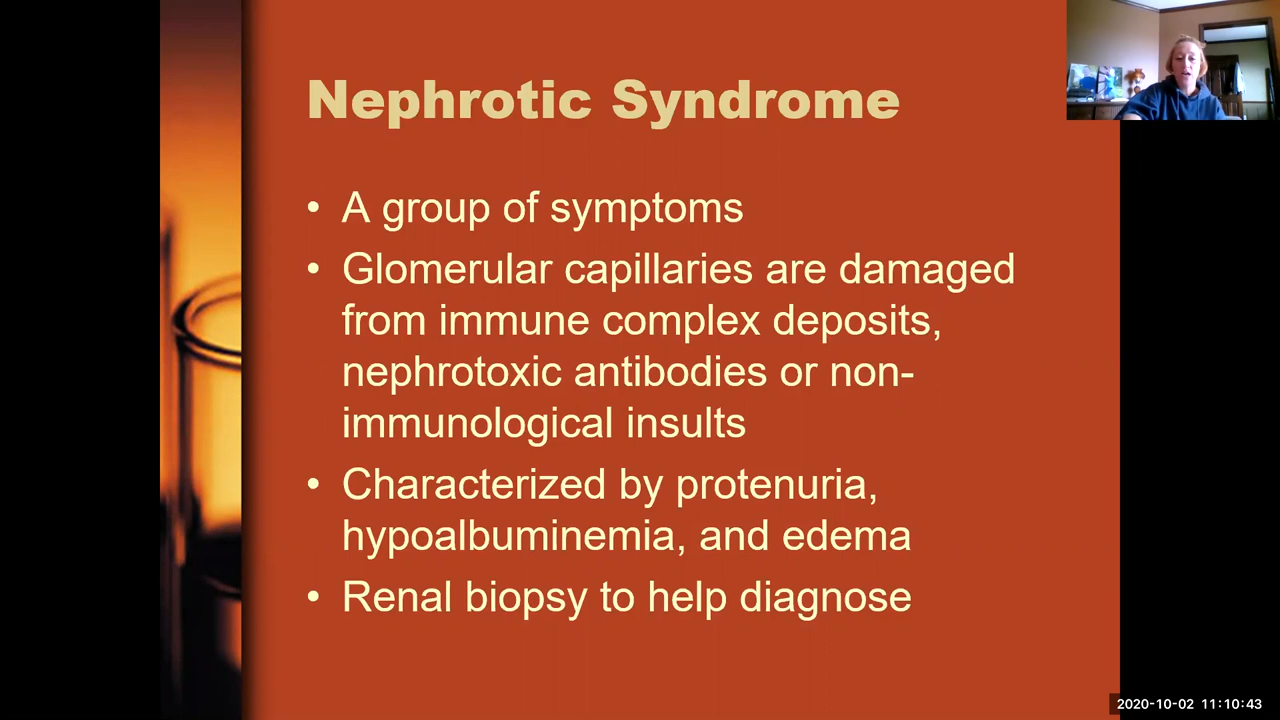 Nephrotic Syndrome
• A group of symptoms
• Glomerular capillaries are damaged
from immune complex deposits,
nephrotoxic antibodies or non-
immunological insults
• Characterized by protenuria,
hypoalbuminemia, and edema
• Renal biopsy to help diagnose
2020-10-02 11:10:43